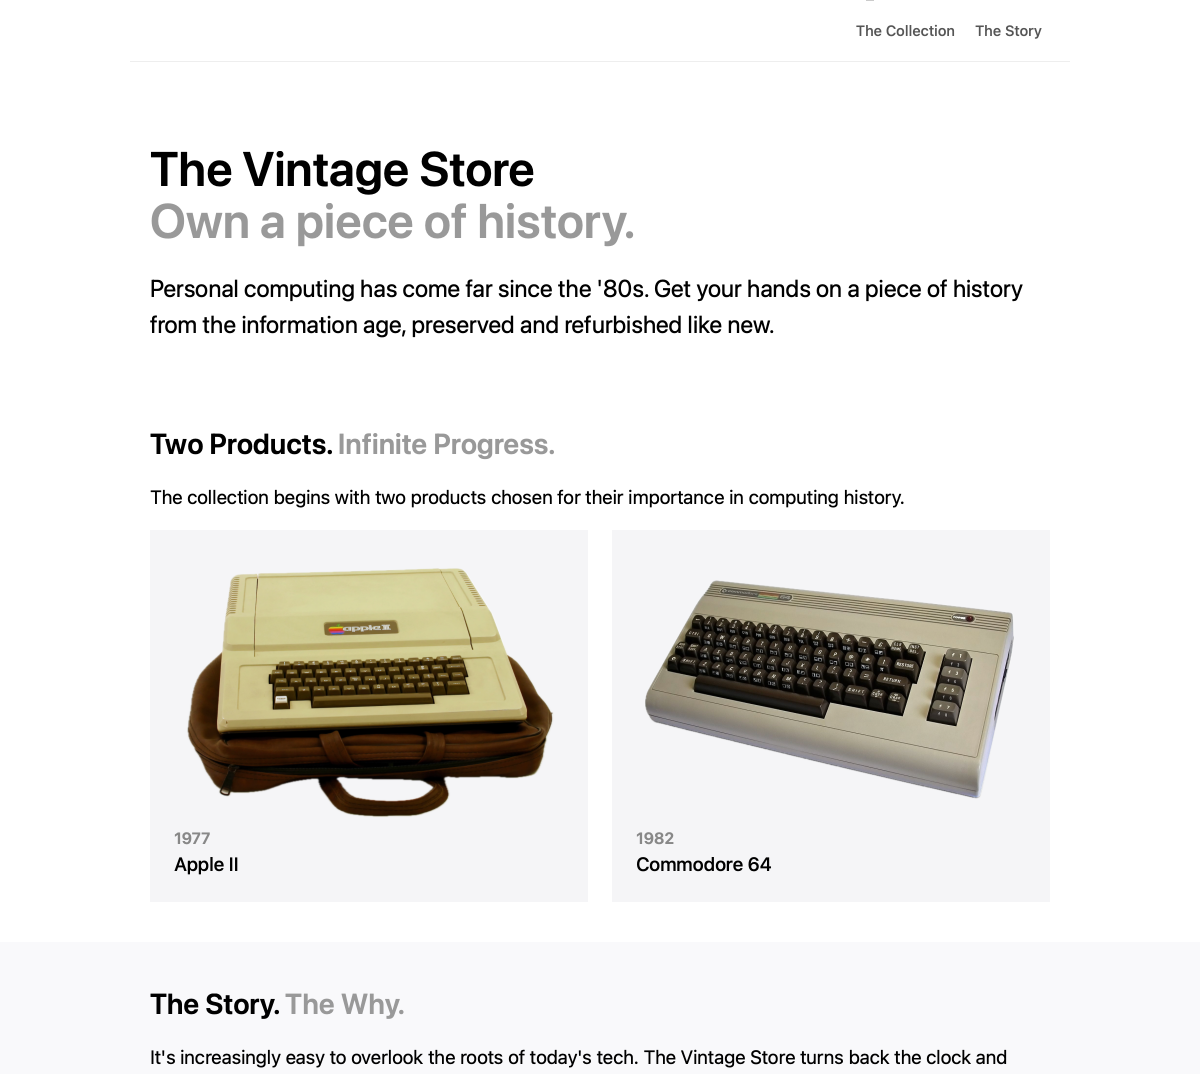 The Collection The Story
The Vintage Store
Own a piece of history.
Personal computing has come far since the '80s. Get your hands on a piece of history
from the information age, preserved and refurbished like new.
Two Products. Infinite Progress.
The collection begins with two products chosen for their importance in computing history.
apple ][
RETURN
1977
Apple II
1982
Commodore 64
The Story. The Why.
It's increasingly easy to overlook the roots of today's tech. The Vintage Store turns back the clock and